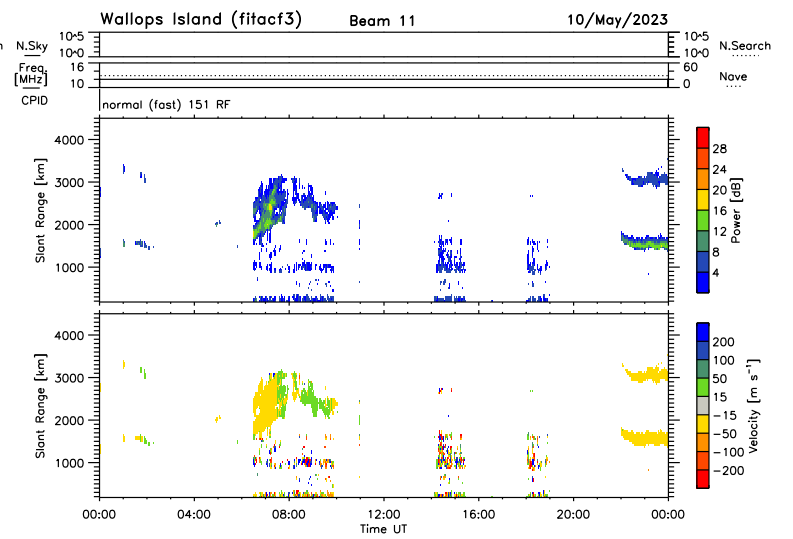 Wallops Island (fitacf3) Beam 11 10/May/2023
n N.Sky 10^5 10^5 N.Search
10^0 10^0
Freq. 16 60 Nave
[MHz] 10 0
CPID normal (fast) 151 RF
Slant Range [km]
4000
3000
2000
1000
28
24
20
16
12
8
4
Power [dB]
Slant Range [km]
4000
3000
2000
1000
200
100
50
15
-15
-50
-100
-200
Velocity [m s⁻¹]
00:00 04:00 08:00 12:00 16:00 20:00 00:00
Time UT